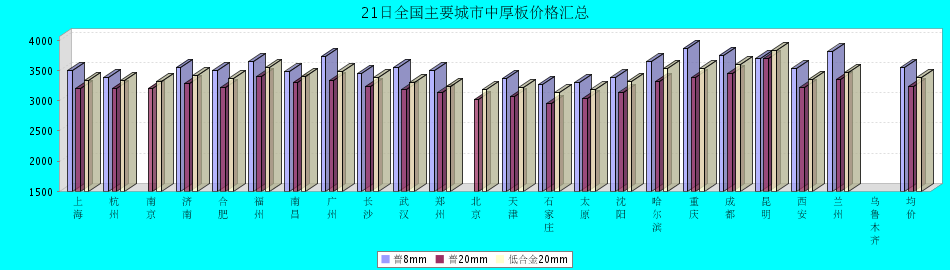 21日全国主要城市中厚板价格汇总
4000
3500
3000
2500
2000
1500
上海 杭州 南京 济南 合肥 福州 南昌 广州 长沙 武汉 郑州 北京 天津 石家庄 太原 沈阳 哈尔滨 重庆 成都 昆明 西安 兰州 乌鲁木齐 均价
普8mm 普20mm 低合金20mm